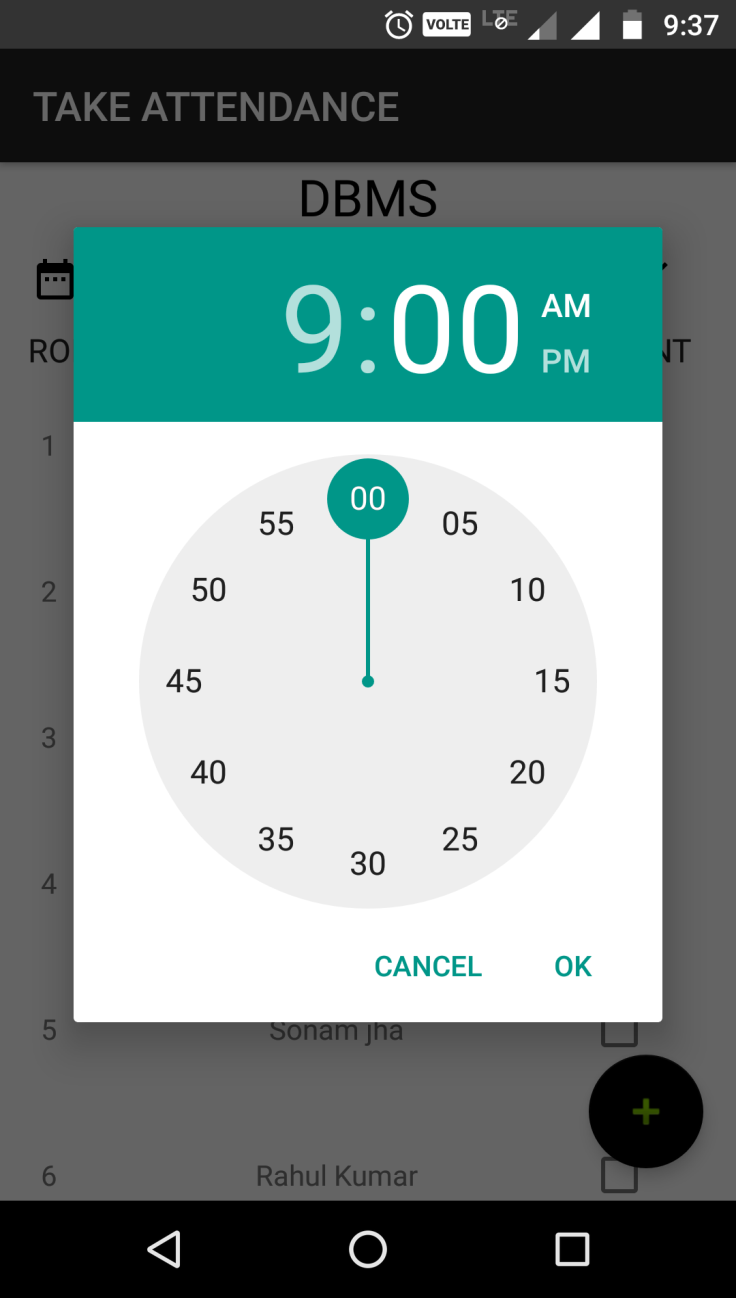 VOLTE LTE 9:37
TAKE ATTENDANCE
DBMS
9:00 AM
PM
RO NT
1
00
55 05
50 10
2
45 15
3
40 20
35 25
30
4
CANCEL OK
5 Sonam jha
6 Rahul Kumar